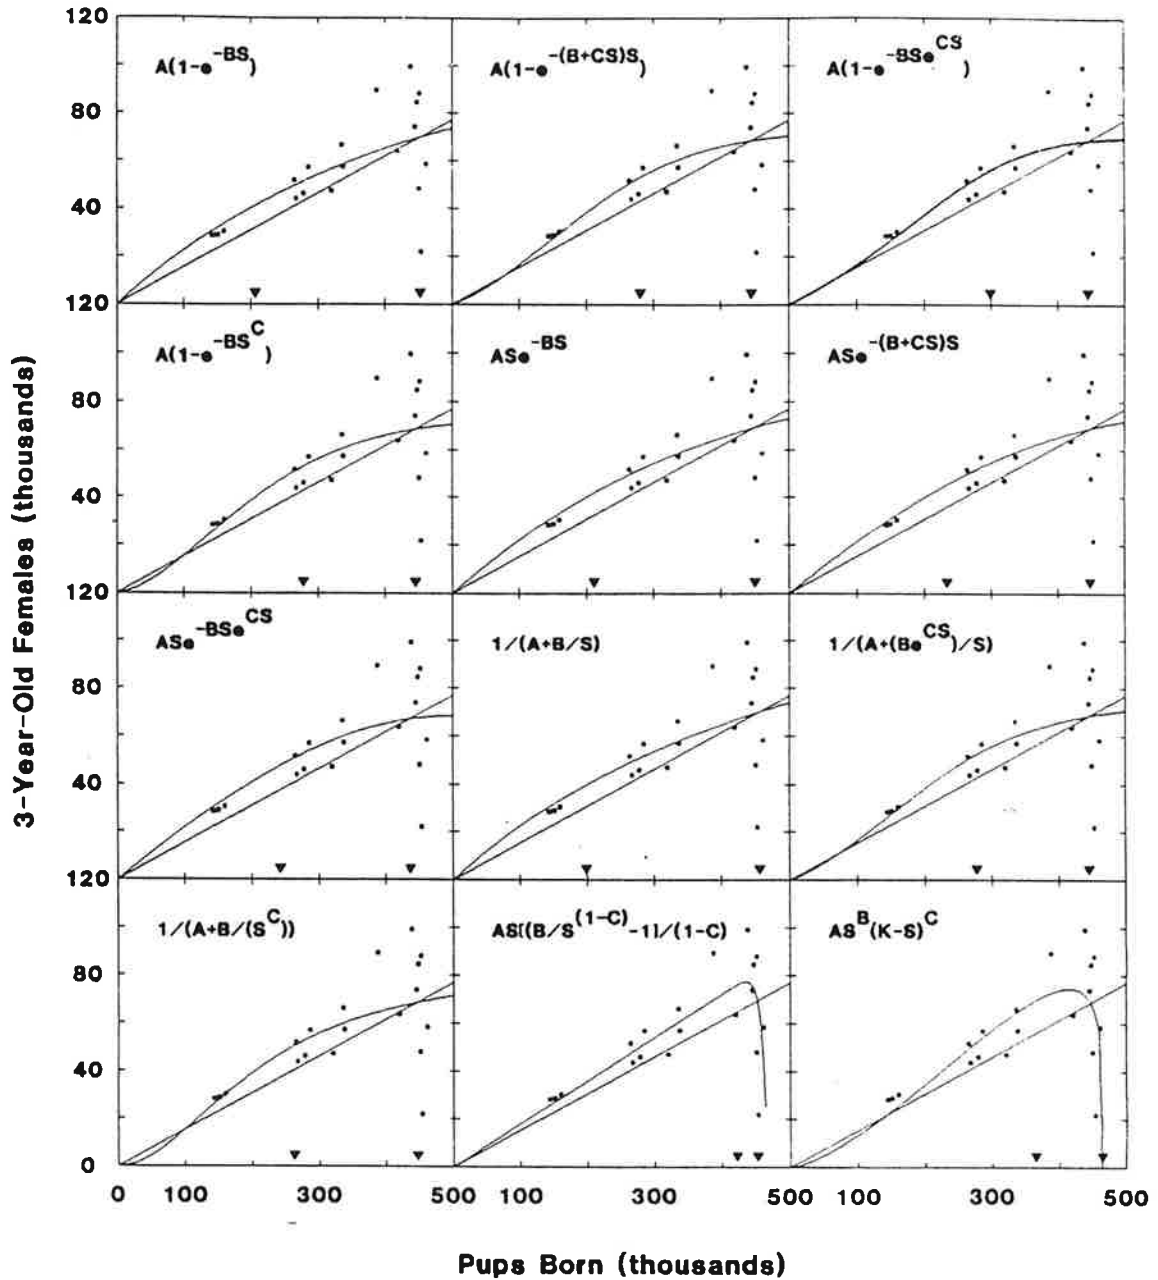 120
A(1-e^-BS)
A(1-e^-(B+CS)S)
A(1-e^-BSe^CS)
80
40
120
A(1-e^-BS^C)
ASe^-BS
ASe^-(B+CS)S
80
40
120
ASe^-BSe^CS
1/(A+B/S)
1/(A+(Be^CS)/S)
80
40
120
1/(A+B/(S^C))
AS[(B/S^(1-C)-1]/(1-C)
AS^B(K-S)^C
80
40
0
0 100 300 500 100 300 500 100 300 500
3-Year-Old Females (thousands)
Pups Born (thousands)